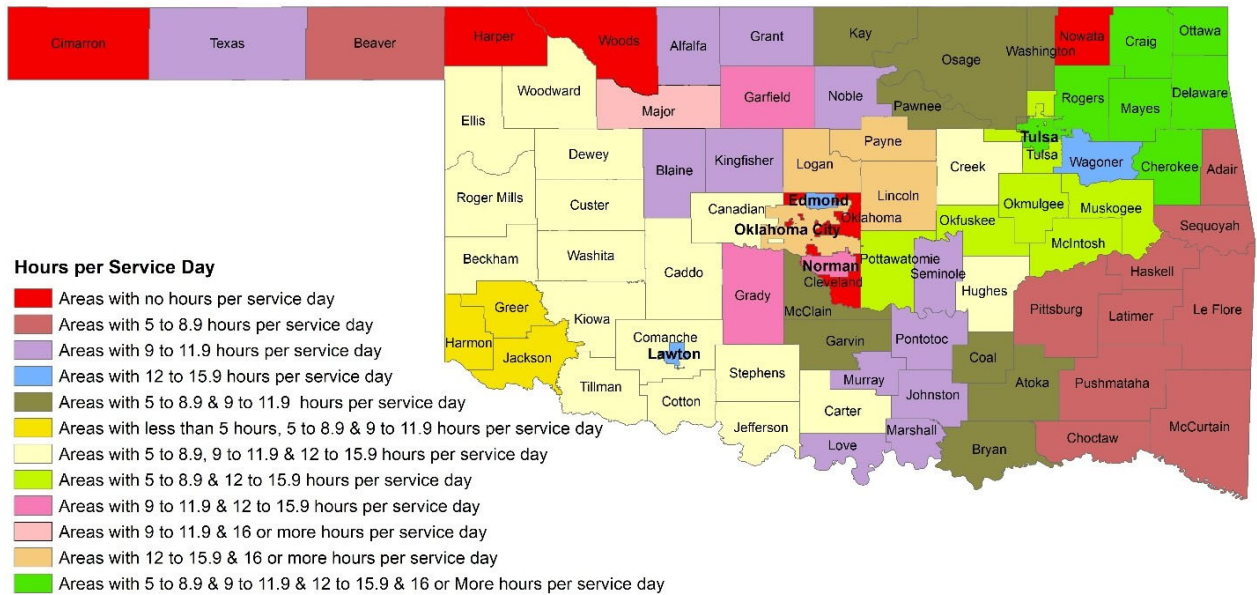 Cimarron
Texas
Beaver
Harper
Woods
Alfalfa
Grant
Kay
Osage
Washington
Nowata
Craig
Ottawa
Woodward
Ellis
Major
Garfield
Noble
Pawnee
Rogers
Mayes
Delaware
Dewey
Blaine
Kingfisher
Logan
Payne
Creek
Tulsa
Tulsa
Wagoner
Cherokee
Adair
Roger Mills
Custer
Canadian
Edmond
Oklahoma
Oklahoma City
Lincoln
Okfuskee
Okmulgee
Muskogee
McIntosh
Sequoyah
Beckham
Washita
Caddo
Grady
Norman
Cleveland
McClain
Pottawatomie
Seminole
Hughes
Pittsburg
Haskell
Latimer
Le Flore
Greer
Harmon
Jackson
Kiowa
Comanche
Lawton
Tillman
Cotton
Stephens
Jefferson
Garvin
Murray
Carter
Love
Pontotoc
Johnston
Marshall
Coal
Atoka
Bryan
Pushmataha
Choctaw
McCurtain
Hours per Service Day
Areas with no hours per service day
Areas with 5 to 8.9 hours per service day
Areas with 9 to 11.9 hours per service day
Areas with 12 to 15.9 hours per service day
Areas with 5 to 8.9 & 9 to 11.9 hours per service day
Areas with less than 5 hours, 5 to 8.9 & 9 to 11.9 hours per service day
Areas with 5 to 8.9, 9 to 11.9 & 12 to 15.9 hours per service day
Areas with 5 to 8.9 & 12 to 15.9 hours per service day
Areas with 9 to 11.9 & 12 to 15.9 hours per service day
Areas with 9 to 11.9 & 16 or more hours per service day
Areas with 12 to 15.9 & 16 or more hours per service day
Areas with 5 to 8.9 & 9 to 11.9 & 12 to 15.9 & 16 or More hours per service day